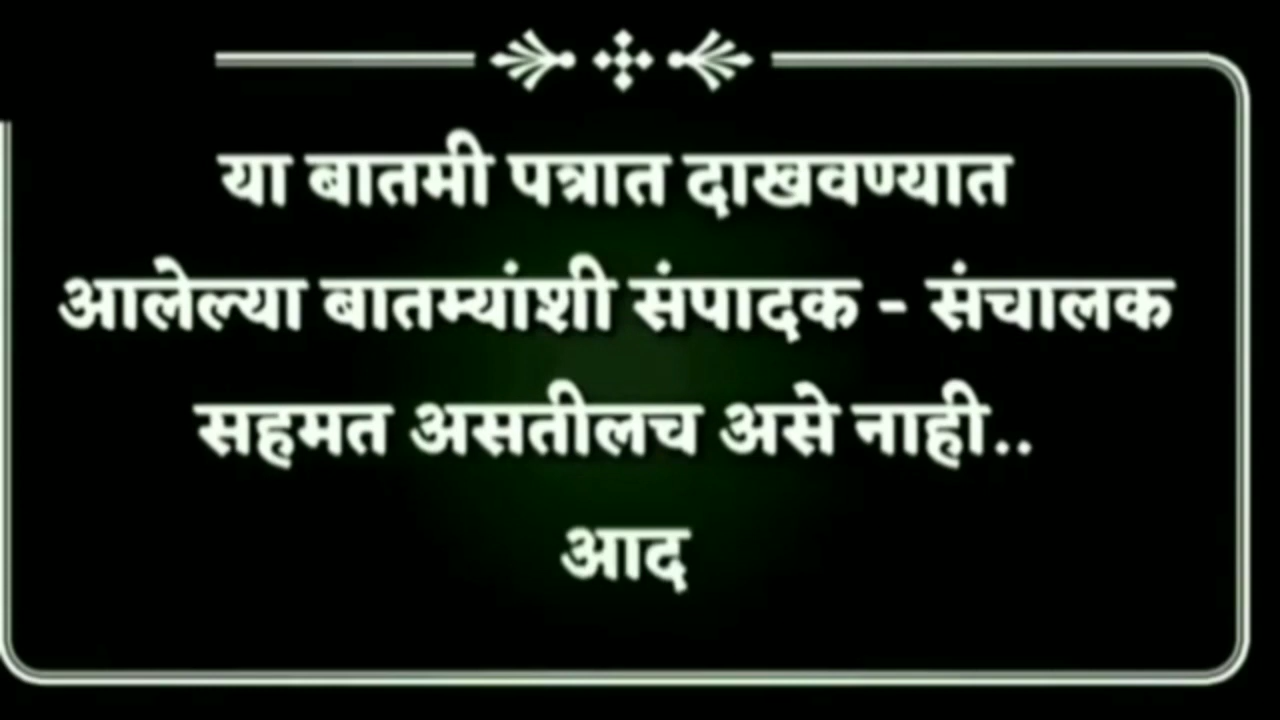 या बातमी पत्रात दाखवण्यात
आलेल्या बातम्यांशी संपादक - संचालक
सहमत असतीलच असे नाही..
आद